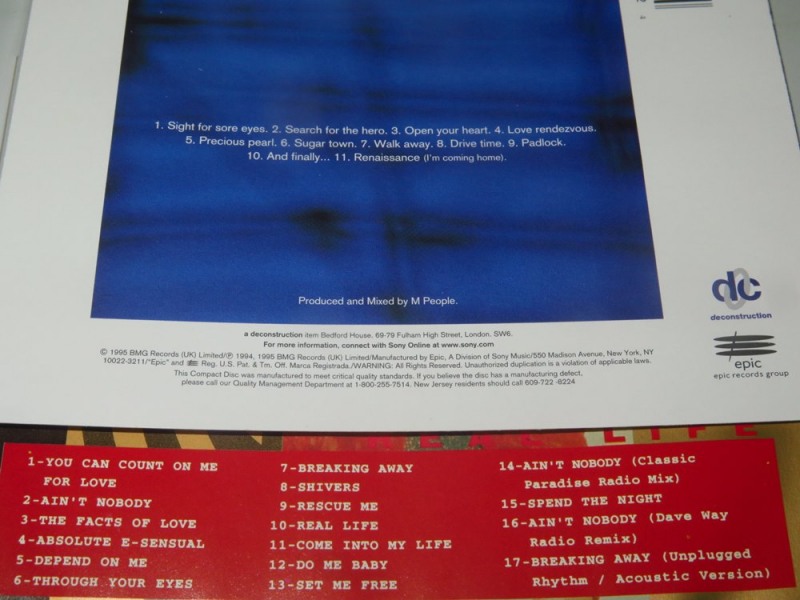 1. Sight for sore eyes. 2. Search for the hero. 3. Open your heart. 4. Love rendezvous.
5. Precious pearl. 6. Sugar town. 7. Walk away. 8. Drive time. 9. Padlock.
10. And finally... 11. Renaissance (I'm coming home).
Produced and Mixed by M People.
dc
deconstruction
a deconstruction item Bedford House, 69-79 Fulham High Street, London, SW6.
For more information, connect with Sony Online at www.sony.com
© 1995 BMG Records (UK) Limited/℗ 1994, 1995 BMG Records (UK) Limited/Manufactured by Epic, A Division of Sony Music/550 Madison Avenue, New York, NY
10022-3211/"Epic" and Reg. U.S. Pat. & Tm. Off. Marca Registrada./WARNING: All Rights Reserved. Unauthorized duplication is a violation of applicable laws.
This Compact Disc was manufactured to meet critical quality standards. If you believe the disc has a manufacturing defect,
please call our Quality Management Department at 1-800-255-7514. New Jersey residents should call 609-722-8224
epic
epic records group
REAL LIFE
1-YOU CAN COUNT ON ME
FOR LOVE
2-AIN'T NOBODY
3-THE FACTS OF LOVE
4-ABSOLUTE E-SENSUAL
5-DEPEND ON ME
6-THROUGH YOUR EYES
7-BREAKING AWAY
8-SHIVERS
9-RESCUE ME
10-REAL LIFE
11-COME INTO MY LIFE
12-DO ME BABY
13-SET ME FREE
14-AIN'T NOBODY (Classic
Paradise Radio Mix)
15-SPEND THE NIGHT
16-AIN'T NOBODY (Dave Way
Radio Remix)
17-BREAKING AWAY (Unplugged
Rhythm / Acoustic Version)